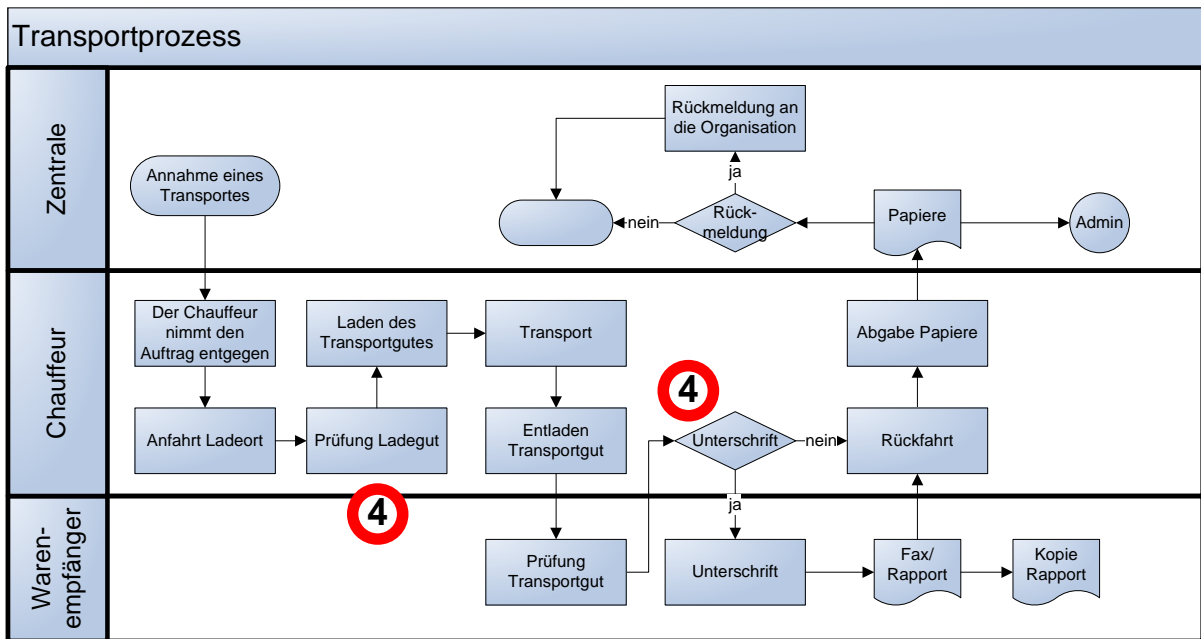 Transportprozess
Zentrale
Annahme eines
Transportes
Rückmeldung an
die Organisation
ja
nein
Rück-
meldung
Papiere
Admin
Chauffeur
Der Chauffeur
nimmt den
Auftrag entgegen
Laden des
Transportgutes
Transport
Abgabe Papiere
4
Anfahrt Ladeort
Prüfung Ladegut
Entladen
Transportgut
Unterschrift
nein
Rückfahrt
4
ja
Waren-
empfänger
Prüfung
Transportgut
Unterschrift
Fax/
Rapport
Kopie
Rapport